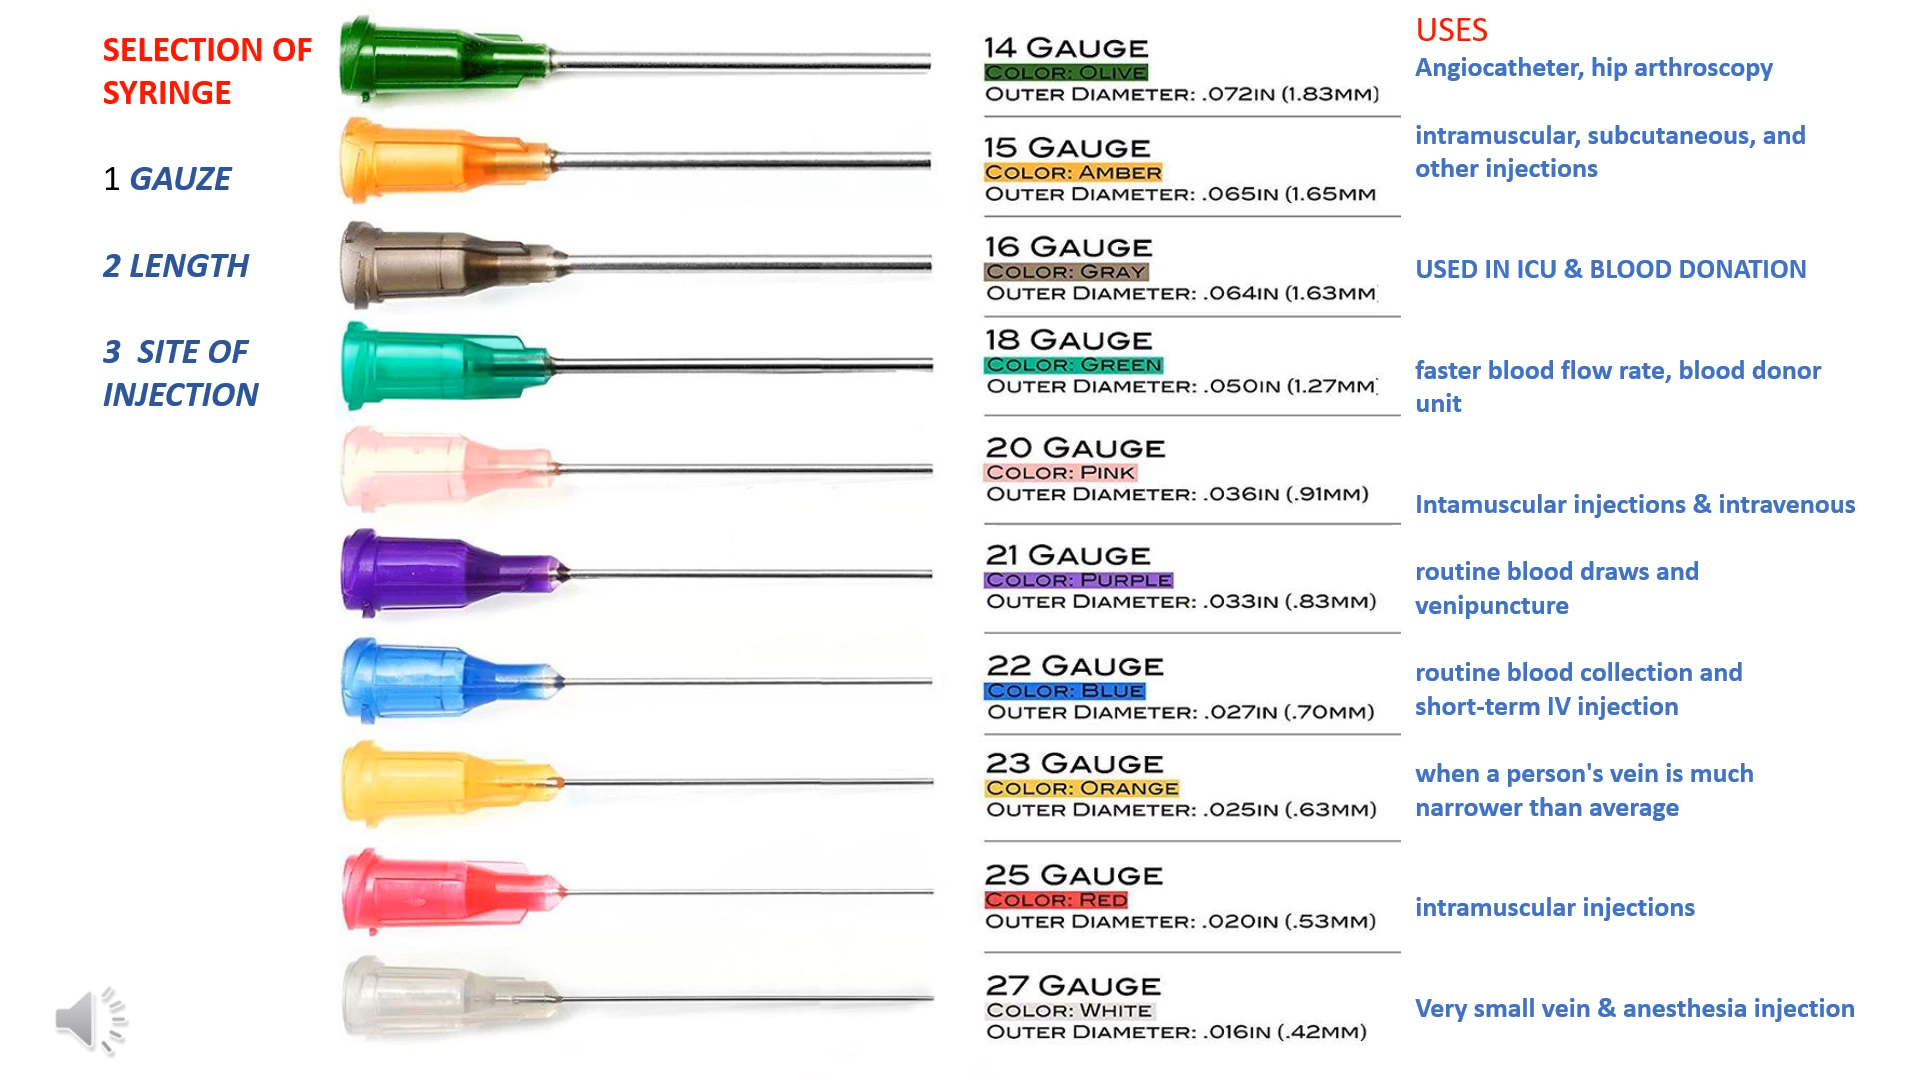 SELECTION OF
SYRINGE
1 GAUZE
2 LENGTH
3 SITE OF
INJECTION
14 GAUGE
COLOR: OLIVE
OUTER DIAMETER: .072IN (1.83MM)
15 GAUGE
COLOR: AMBER
OUTER DIAMETER: .065IN (1.65MM
16 GAUGE
COLOR: GRAY
OUTER DIAMETER: .064IN (1.63MM
18 GAUGE
COLOR: GREEN
OUTER DIAMETER: .050IN (1.27MM)
20 GAUGE
COLOR: PINK
OUTER DIAMETER: .036IN (.91MM)
21 GAUGE
COLOR: PURPLE
OUTER DIAMETER: .033IN (.83MM)
22 GAUGE
COLOR: BLUE
OUTER DIAMETER: .027IN (.70MM)
23 GAUGE
COLOR: ORANGE
OUTER DIAMETER: .025IN (.63MM)
25 GAUGE
COLOR: RED
OUTER DIAMETER: .020IN (.53MM)
27 GAUGE
COLOR: WHITE
OUTER DIAMETER: .016IN (.42MM)
USES
Angiocatheter, hip arthroscopy
intramuscular, subcutaneous, and
other injections
USED IN ICU & BLOOD DONATION
faster blood flow rate, blood donor
unit
Intamuscular injections & intravenous
routine blood draws and
venipuncture
routine blood collection and
short-term IV injection
when a person's vein is much
narrower than average
intramuscular injections
Very small vein & anesthesia injection